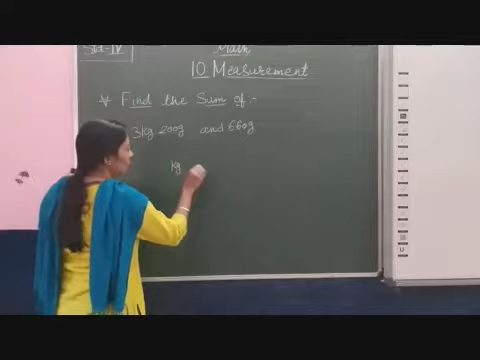 Std-IV
Math
10 Measurement
Find the Sum of :-
3kg 200g and 660g
kg